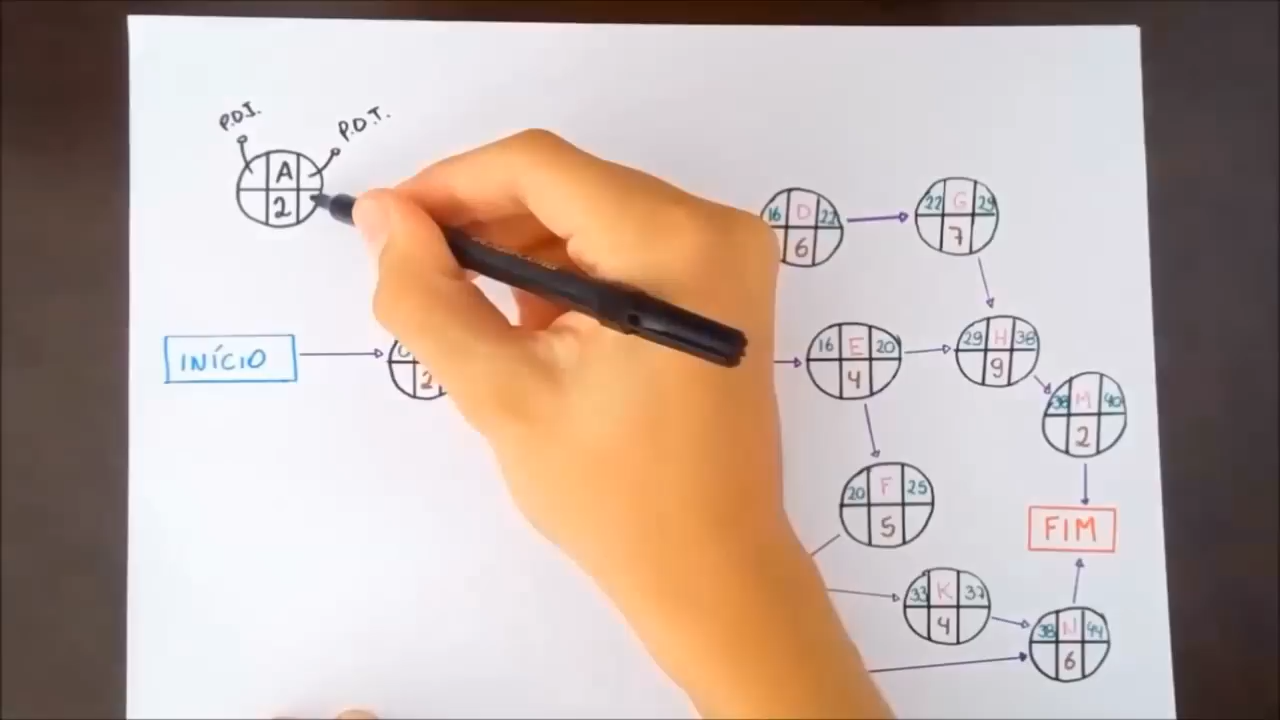 P.D.I.
P.D.T.
A
2
INÍCIO
2
16 D 22
6
22 G 29
7
16 E 20
4
29 H 38
9
38 M 40
2
20 F 25
5
FIM
33 K 37
4
38 N 44
6